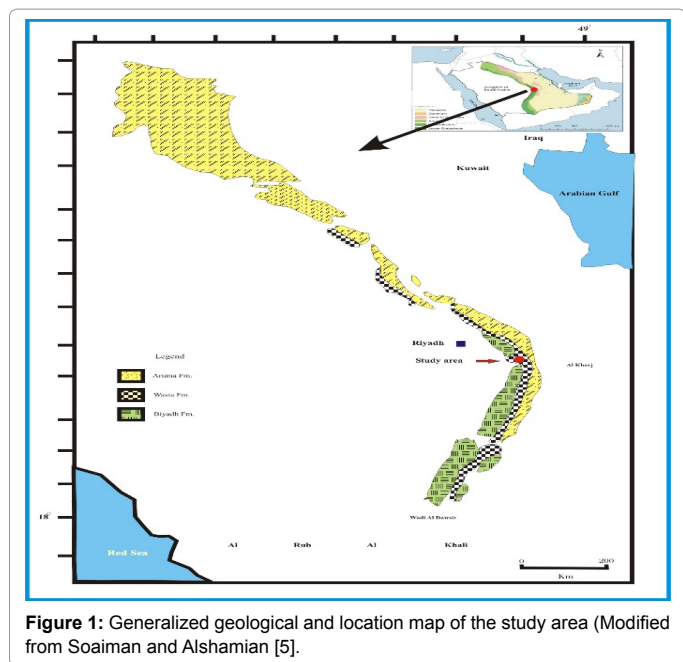 49°
N
Iraq
Kuwait
Arabian Gulf
Riyadh
Study area
Al Kherj
Legend
Aruma Fm.
Wasia Fm.
Biyadh Fm.
Wadi Al Dawsir
18°
Red Sea
Al Rub Al Khali
0 200
Km
Figure 1: Generalized geological and location map of the study area (Modified
from Soaiman and Alshamian [5].